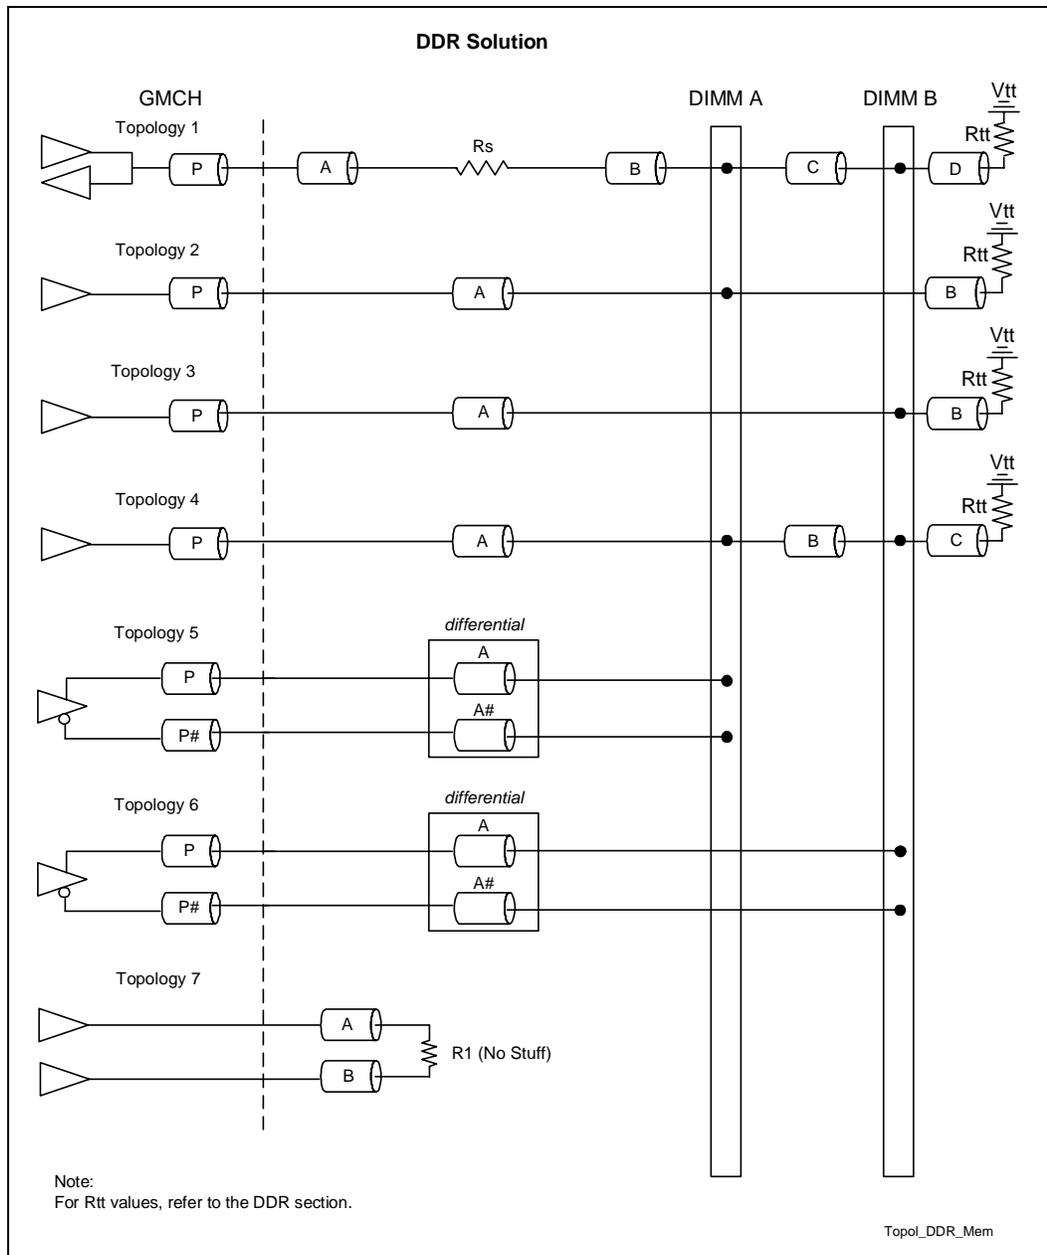 DDR Solution
GMCH
DIMM A
DIMM B
Vtt
Topology 1
Rs
Rtt
P
A
B
C
D
Vtt
Topology 2
Rtt
P
A
B
Vtt
Topology 3
Rtt
P
A
B
Vtt
Topology 4
Rtt
P
A
B
C
Topology 5
differential
A
P
A#
P#
Topology 6
differential
A
P
A#
P#
Topology 7
A
R1 (No Stuff)
B
Note:
For Rtt values, refer to the DDR section.
Topol_DDR_Mem